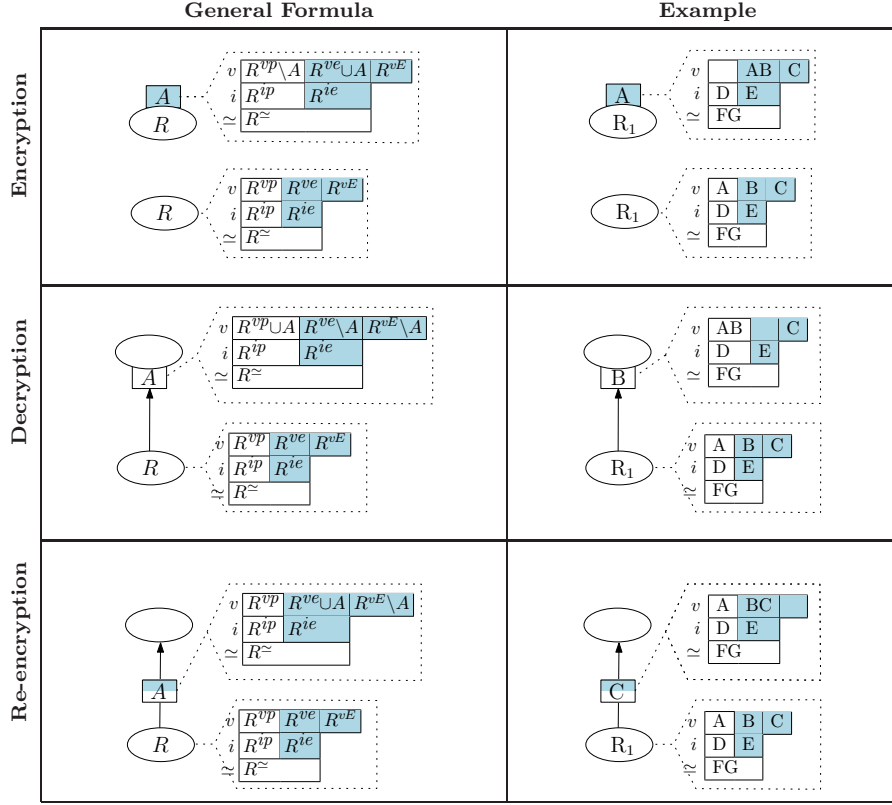 General Formula Example
Encryption
A
R
v R^{vp}\A R^{ve}∪A R^{vE}
i R^{ip} R^{ie}
≃ R^≃
A
R₁
v AB C
i D E
≃ FG
R
v R^{vp} R^{ve} R^{vE}
i R^{ip} R^{ie}
≃ R^≃
R₁
v A B C
i D E
≃ FG
Decryption
A
v R^{vp}∪A R^{ve}\A R^{vE}\A
i R^{ip} R^{ie}
≃ R^≃
B
v AB C
i D E
≃ FG
R
v R^{vp} R^{ve} R^{vE}
i R^{ip} R^{ie}
≃ R^≃
R₁
v A B C
i D E
≃ FG
Re-encryption
A
v R^{vp} R^{ve}∪A R^{vE}\A
i R^{ip} R^{ie}
≃ R^≃
C
v A BC
i D E
≃ FG
R
v R^{vp} R^{ve} R^{vE}
i R^{ip} R^{ie}
≃ R^≃
R₁
v A B C
i D E
≃ FG